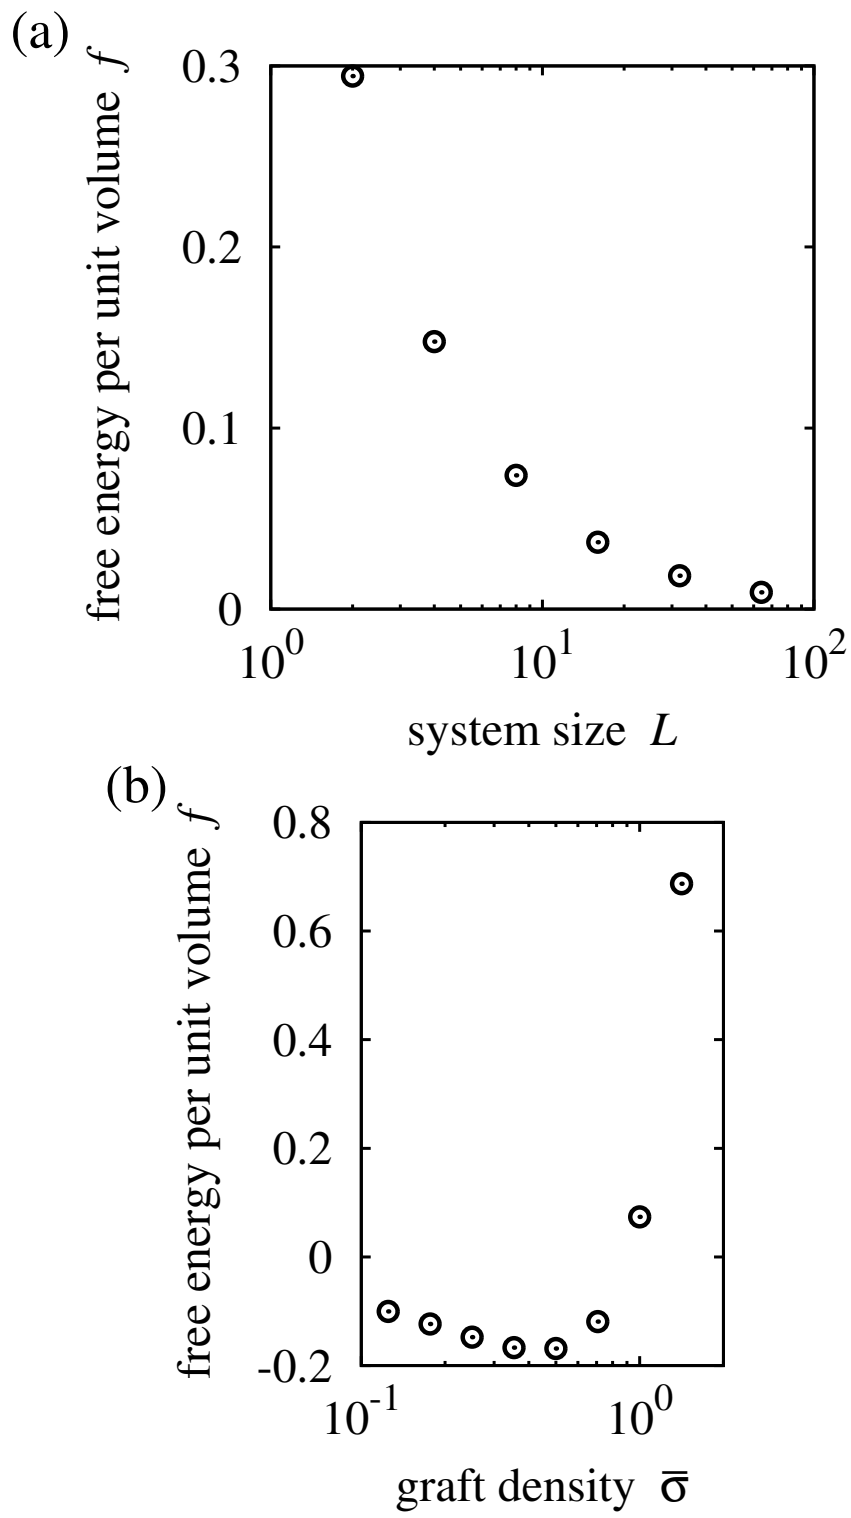 (a)
free energy per unit volume f
0.3
0.2
0.1
0
10^0 10^1 10^2
system size L
(b)
free energy per unit volume f
0.8
0.6
0.4
0.2
0
-0.2
10^-1 10^0
graft density σ̅